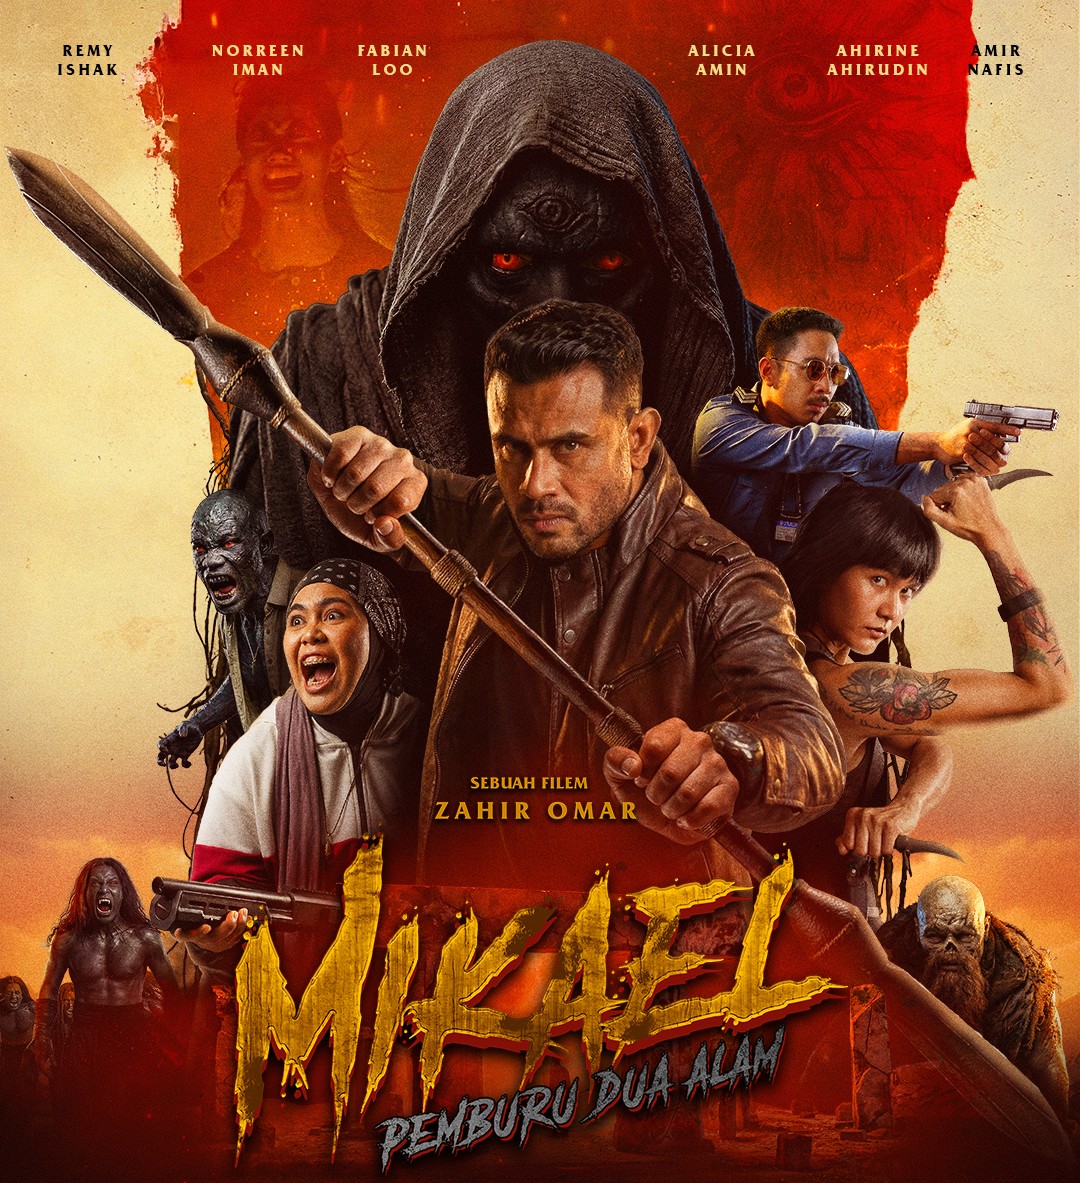 REMY
ISHAK
NORREEN
IMAN
FABIAN
LOO
ALICIA
AMIN
AHIRINE
AHIRUDIN
AMIR
NAFIS
SEBUAH FILEM
ZAHIR OMAR
MIKAEL
PEMBURU DUA ALAM